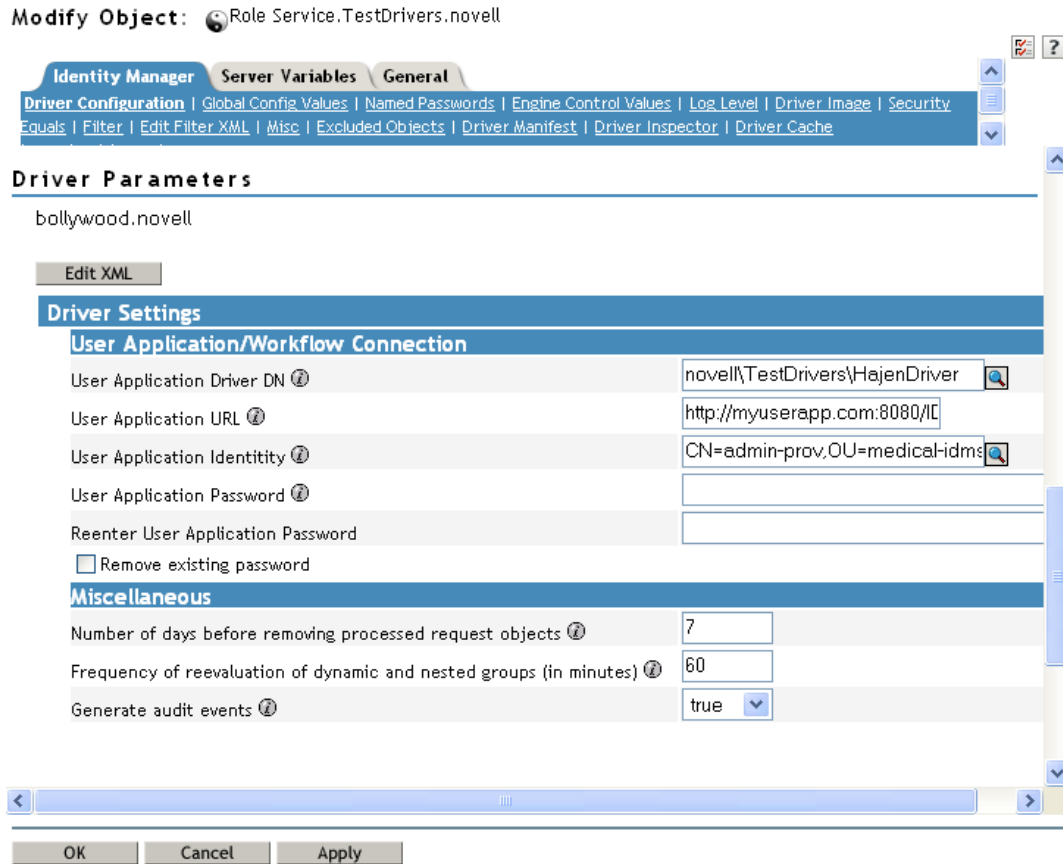 Modify Object: Role Service.TestDrivers.novell
?
Identity Manager Server Variables General
Driver Configuration | Global Config Values | Named Passwords | Engine Control Values | Log Level | Driver Image | Security
Equals | Filter | Edit Filter XML | Misc | Excluded Objects | Driver Manifest | Driver Inspector | Driver Cache
Driver Parameters
bollywood.novell
Edit XML
Driver Settings
User Application/Workflow Connection
User Application Driver DN novell\TestDrivers\HajenDriver
User Application URL http://myuserapp.com:8080/ID
User Application Identitity CN=admin-prov,OU=medical-idms
User Application Password
Reenter User Application Password
Remove existing password
Miscellaneous
Number of days before removing processed request objects 7
Frequency of reevaluation of dynamic and nested groups (in minutes) 60
Generate audit events true
OK Cancel Apply